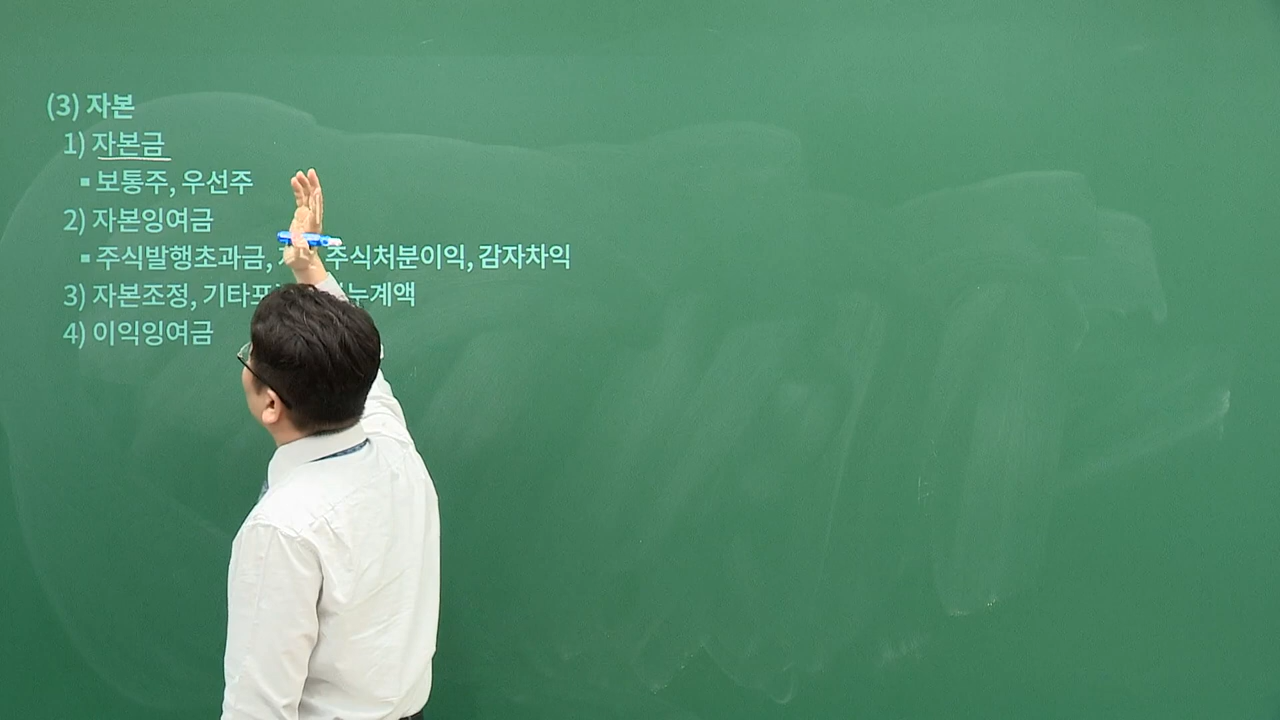 (3) 자본
1) 자본금
▪ 보통주, 우선주
2) 자본잉여금
▪ 주식발행초과금, 주식처분이익, 감자차익
3) 자본조정, 기타포 누계액
4) 이익잉여금